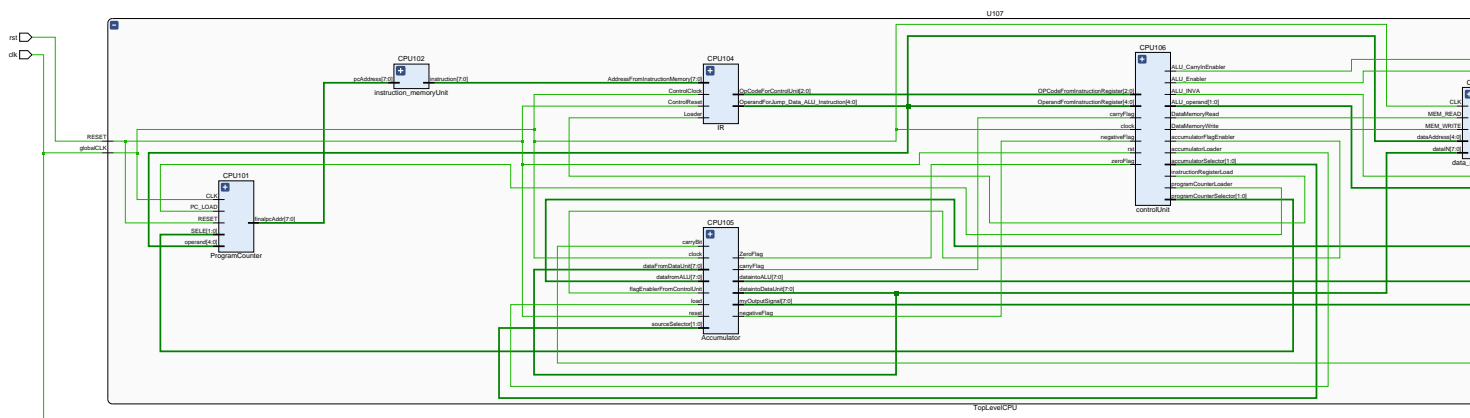 U107
rst
clk
RESET
globalCLK
CPU101
CLK
PC_LOAD
RESET
SELE[1:0]
operand[4:0]
finalpcAddr[7:0]
ProgramCounter
CPU102
pcAddress[7:0]
instruction[7:0]
instruction_memoryUnit
CPU104
AddressFromInstructionMemory[7:0]
ControlClock
ControlReset
Loader
OpCodeForControlUnit[2:0]
OperandForJump_Data_ALU_Instruction[4:0]
IR
CPU105
carryBit
clock
dataFromDataUnit[7:0]
datafromALU[7:0]
flagEnablerFromControlUnit
load
reset
sourceSelector[1:0]
ZeroFlag
carryFlag
dataintoALU[7:0]
dataintoDataUnit[7:0]
myOutputSignal[7:0]
negativeFlag
Accumulator
CPU106
OPCodeFromInstructionRegister[2:0]
OperandFromInstructionRegister[4:0]
carryFlag
clock
negativeFlag
rst
zeroFlag
ALU_CarryInEnabler
ALU_Enabler
ALU_INVA
ALU_operand[1:0]
DataMemoryRead
DataMemoryWrite
accumulatorFlagEnabler
accumulatorLoader
accumulatorSelector[1:0]
instructionRegisterLoad
programCounterLoader
programCounterSelector[1:0]
controlUnit
C
CLK
MEM_READ
MEM_WRITE
dataAddress[4:0]
dataIN[7:0]
data_
TopLevelCPU